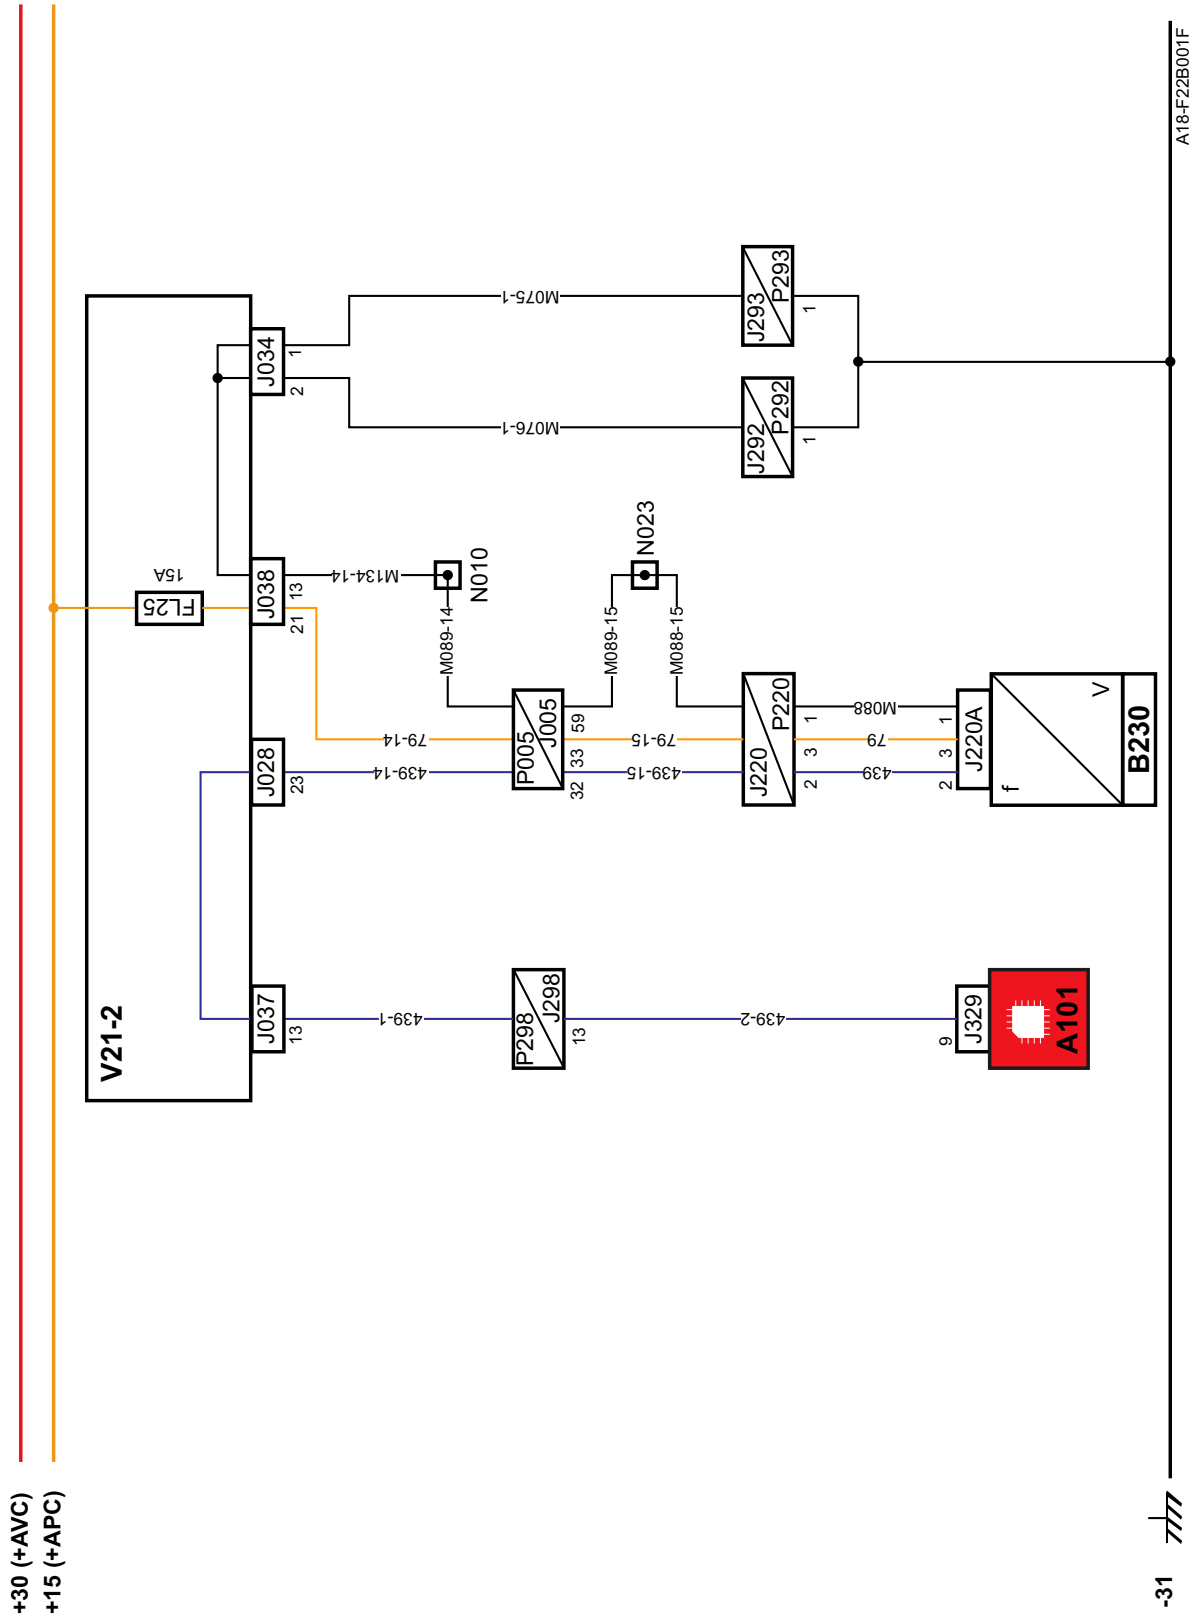 +30 (+AVC)
+15 (+APC)
V21-2
15A
FL25
J037
13
J028
23
J038
21
13
J034
2
1
439-1
439-14
79-14
M134-14
M076-1
M075-1
N010
M089-14
P298
J298
13
P005
J005
32
33
59
439-2
439-15
79-15
M089-15
N023
M088-15
J292
P292
1
J293
P293
1
J220
P220
2
3
1
439
79
M088
9
J329
A101
2
3
1
J220A
f
V
B230
-31
A18-F22B001F